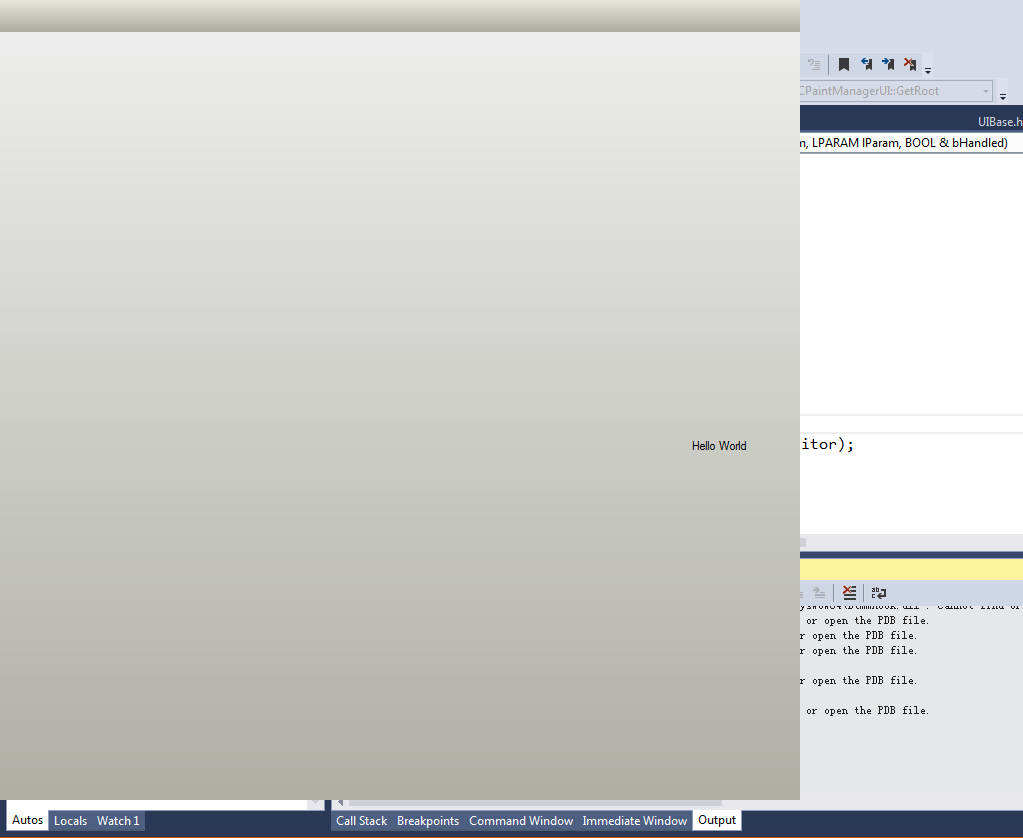 CPaintManagerUI::GetRoot
UIBase.h
m, LPARAM lParam, BOOL & bHandled)
Hello World
itor);
or open the PDB file.
r open the PDB file.
or open the PDB file.
r open the PDB file.
or open the PDB file.
Autos Locals Watch 1 Call Stack Breakpoints Command Window Immediate Window Output